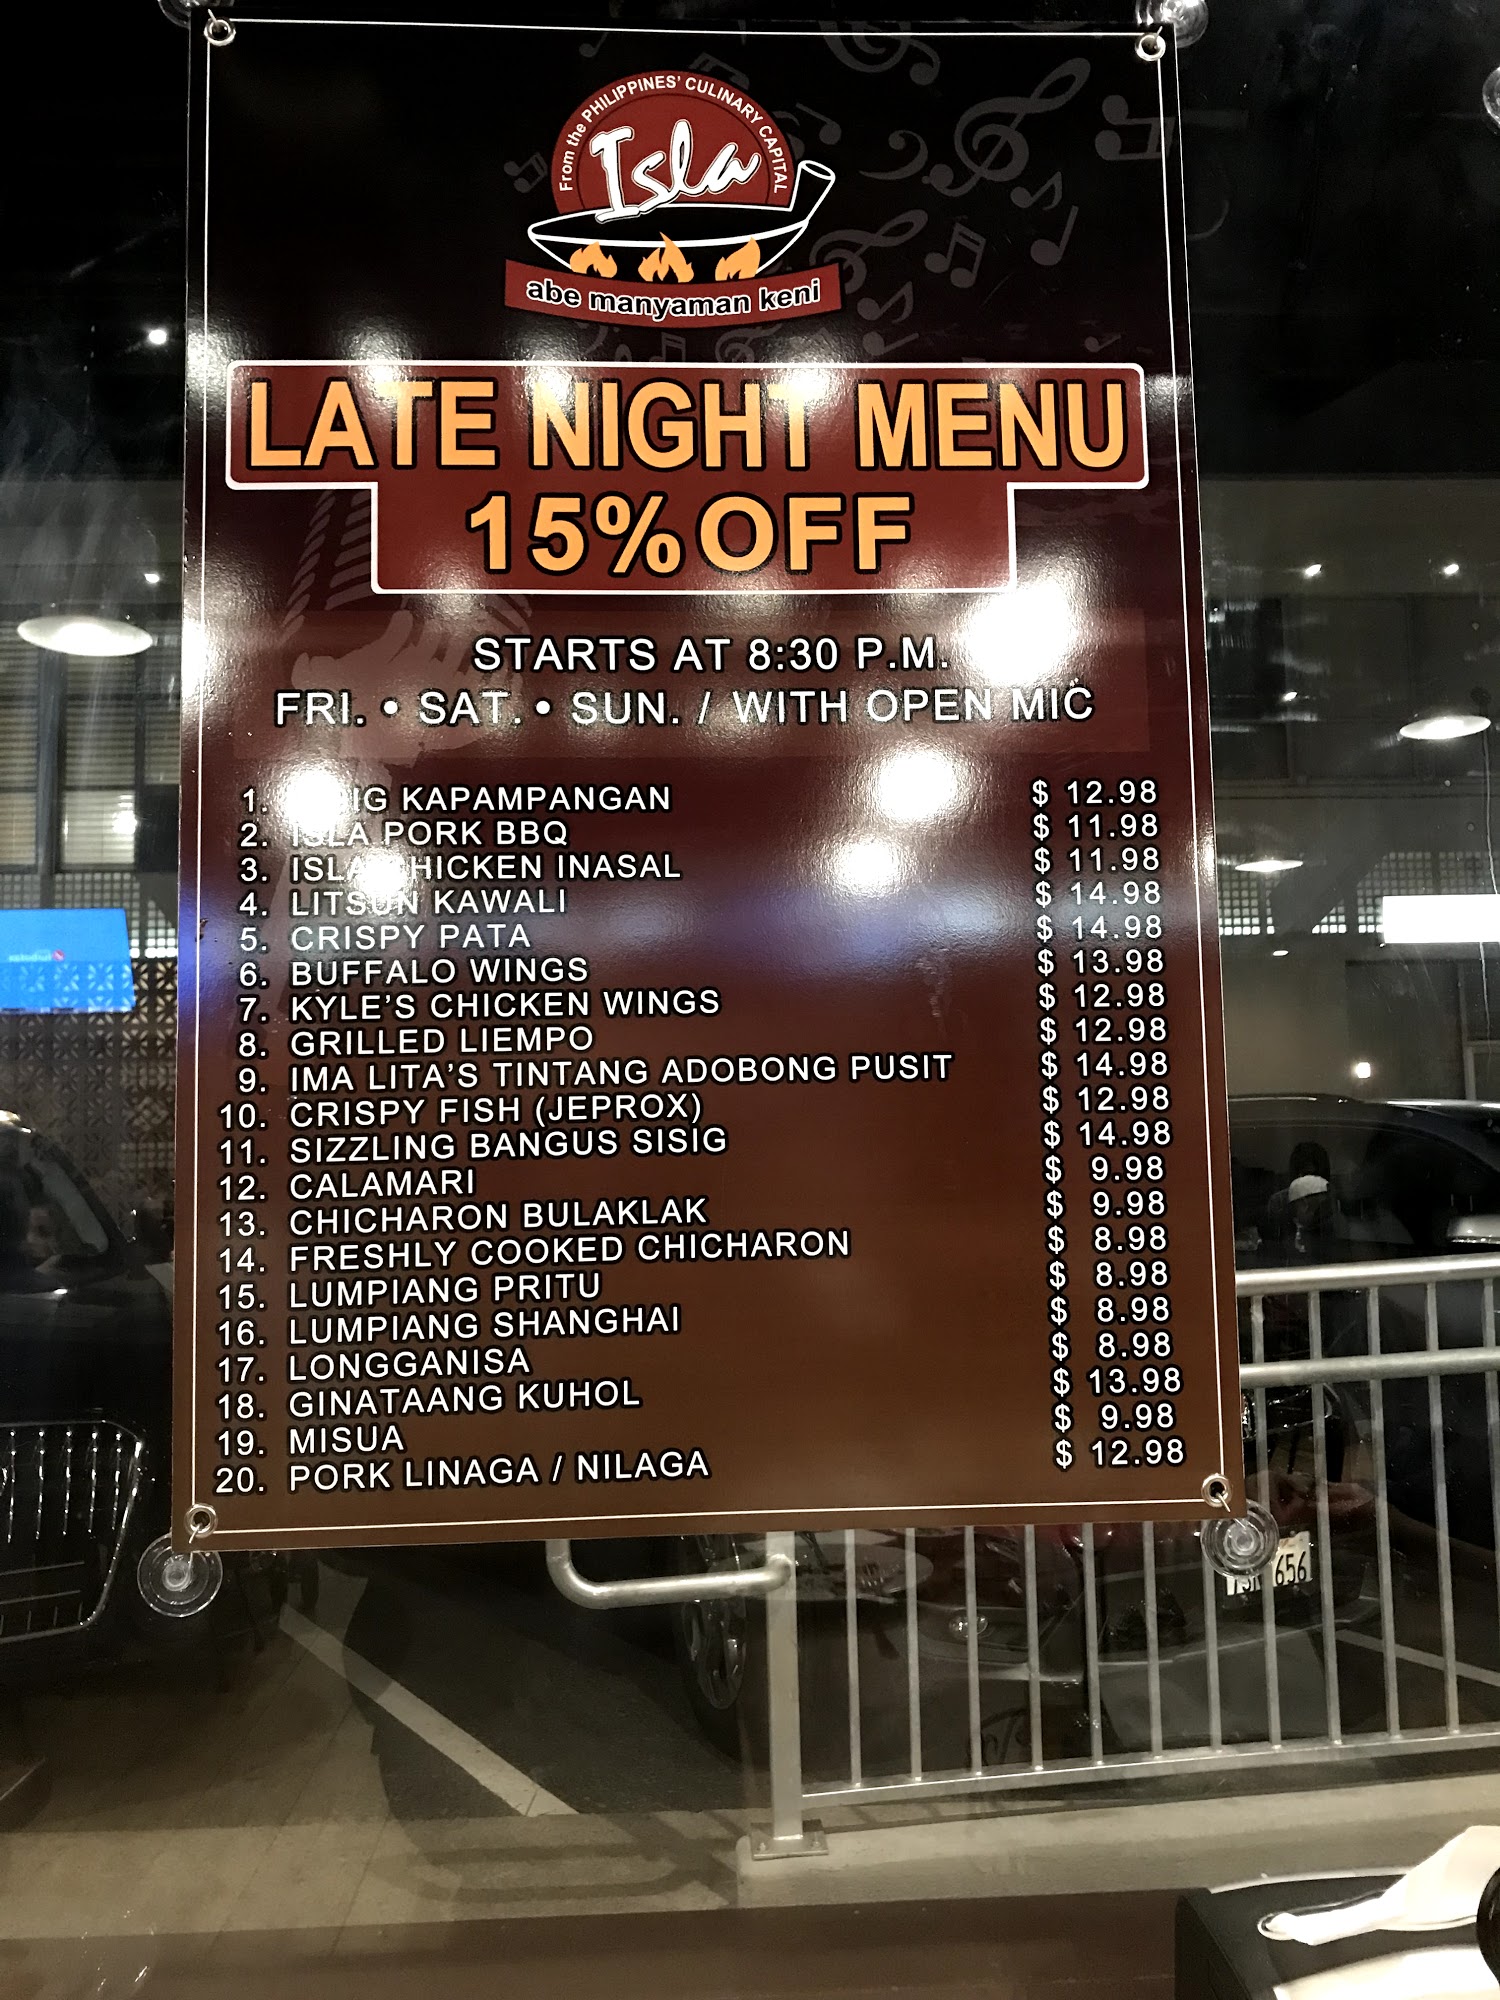 From the PHILIPPINES' CULINARY CAPITAL
Isla
abe manyaman keni
LATE NIGHT MENU
15% OFF
STARTS AT 8:30 P.M.
FRI. • SAT. • SUN. / WITH OPEN MIC
1. KAPAMPANGAN $ 12.98
2. ISLA PORK BBQ $ 11.98
3. ISLA CHICKEN INASAL $ 11.98
4. LITSUN KAWALI $ 14.98
5. CRISPY PATA $ 14.98
6. BUFFALO WINGS $ 13.98
7. KYLE'S CHICKEN WINGS $ 12.98
8. GRILLED LIEMPO $ 12.98
9. IMA LITA'S TINTANG ADOBONG PUSIT $ 14.98
10. CRISPY FISH (JEPROX) $ 12.98
11. SIZZLING BANGUS SISIG $ 14.98
12. CALAMARI $ 9.98
13. CHICHARON BULAKLAK $ 9.98
14. FRESHLY COOKED CHICHARON $ 8.98
15. LUMPIANG PRITU $ 8.98
16. LUMPIANG SHANGHAI $ 8.98
17. LONGGANISA $ 8.98
18. GINATAANG KUHOL $ 13.98
19. MISUA $ 9.98
20. PORK LINAGA / NILAGA $ 12.98
656